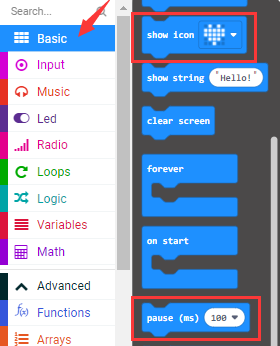 Search...
Basic
Input
Music
Led
Radio
Loops
Logic
Variables
Math
Advanced
Functions
Arrays
show icon
show string "Hello!"
clear screen
forever
on start
pause (ms) 100